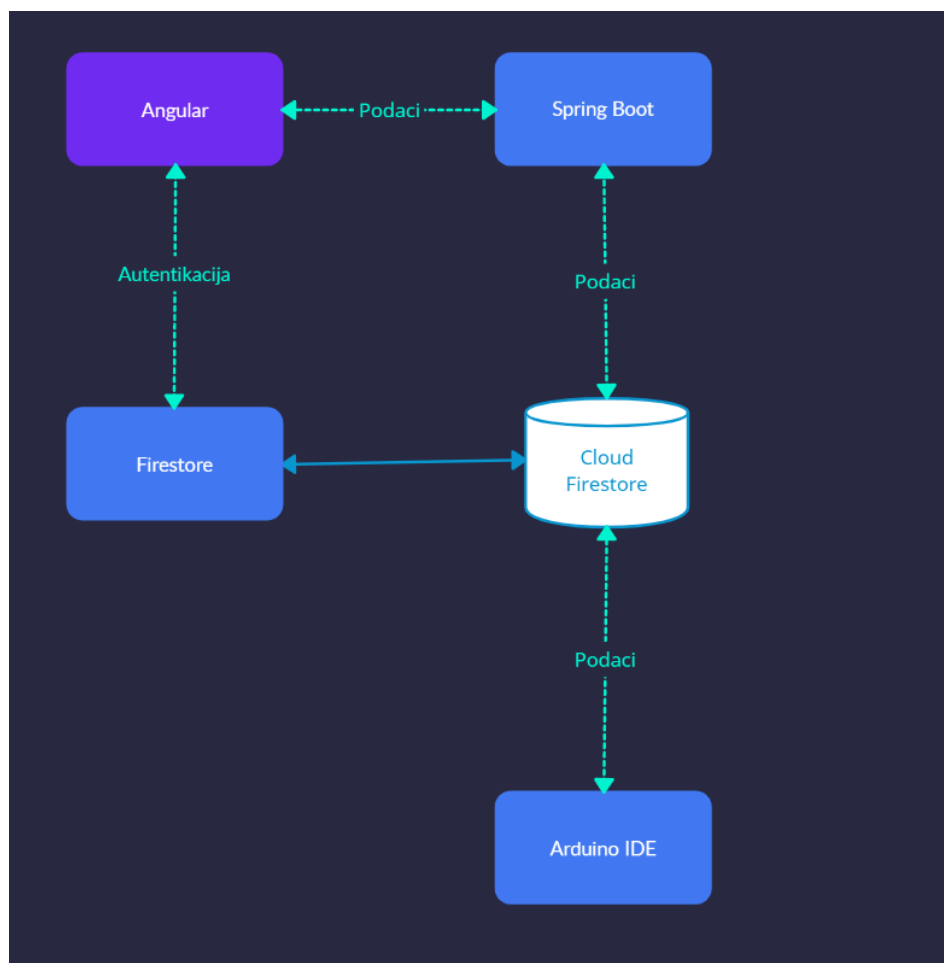 Angular
Podaci
Spring Boot
Autentikacija
Podaci
Firestore
Cloud
Firestore
Podaci
Arduino IDE